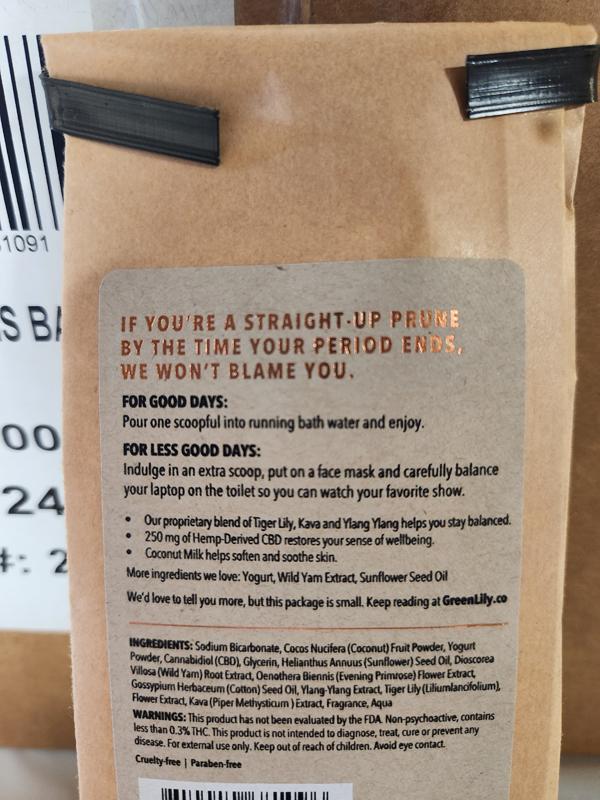 1091
S BA
00
24
#: 2
IF YOU'RE A STRAIGHT-UP PRUNE
BY THE TIME YOUR PERIOD ENDS,
WE WON'T BLAME YOU.
FOR GOOD DAYS:
Pour one scoopful into running bath water and enjoy.
FOR LESS GOOD DAYS:
Indulge in an extra scoop, put on a face mask and carefully balance
your laptop on the toilet so you can watch your favorite show.
• Our proprietary blend of Tiger Lily, Kava and Ylang Ylang helps you stay balanced.
• 250 mg of Hemp-Derived CBD restores your sense of wellbeing.
• Coconut Milk helps soften and soothe skin.
More ingredients we love: Yogurt, Wild Yam Extract, Sunflower Seed Oil
We'd love to tell you more, but this package is small. Keep reading at GreenLily.co
INGREDIENTS: Sodium Bicarbonate, Cocos Nucifera (Coconut) Fruit Powder, Yogurt
Powder, Cannabidiol (CBD), Glycerin, Helianthus Annuus (Sunflower) Seed Oil, Dioscorea
Villosa (Wild Yam) Root Extract, Oenothera Biennis (Evening Primrose) Flower Extract,
Gossypium Herbaceum (Cotton) Seed Oil, Ylang-Ylang Extract, Tiger Lily (Liliumlancifolium),
Flower Extract, Kava (Piper Methysticum ) Extract, Fragrance, Aqua
WARNINGS: This product has not been evaluated by the FDA. Non-psychoactive, contains
less than 0.3% THC. This product is not intended to diagnose, treat, cure or prevent any
disease. For external use only. Keep out of reach of children. Avoid eye contact.
Cruelty-free | Paraben-free